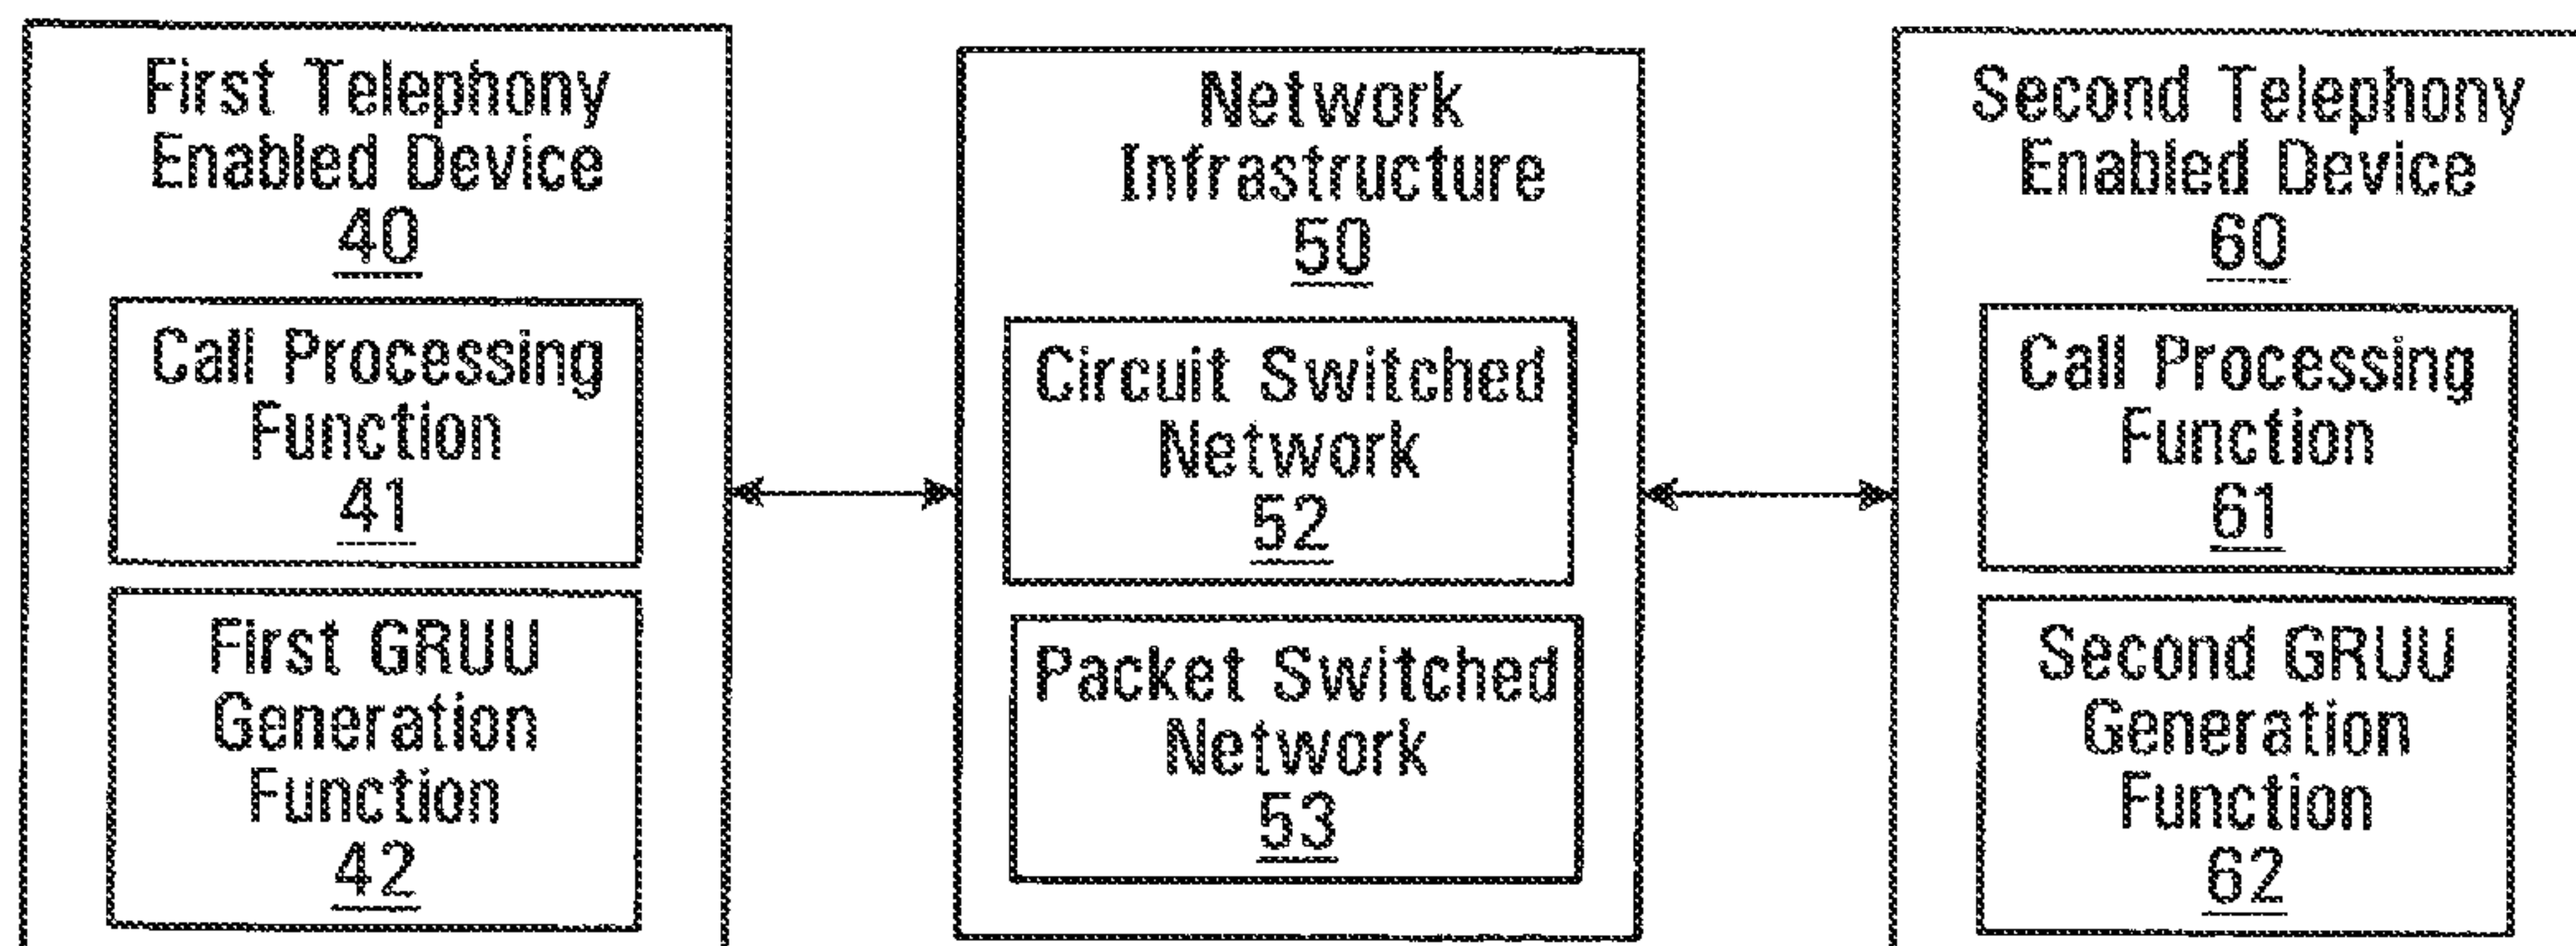 First Telephony
Enabled Device
40
Call Processing
Function
41
First GRUU
Generation
Function
42
Network
Infrastructure
50
Circuit Switched
Network
52
Packet Switched
Network
53
Second Telephony
Enabled Device
60
Call Processing
Function
61
Second GRUU
Generation
Function
62